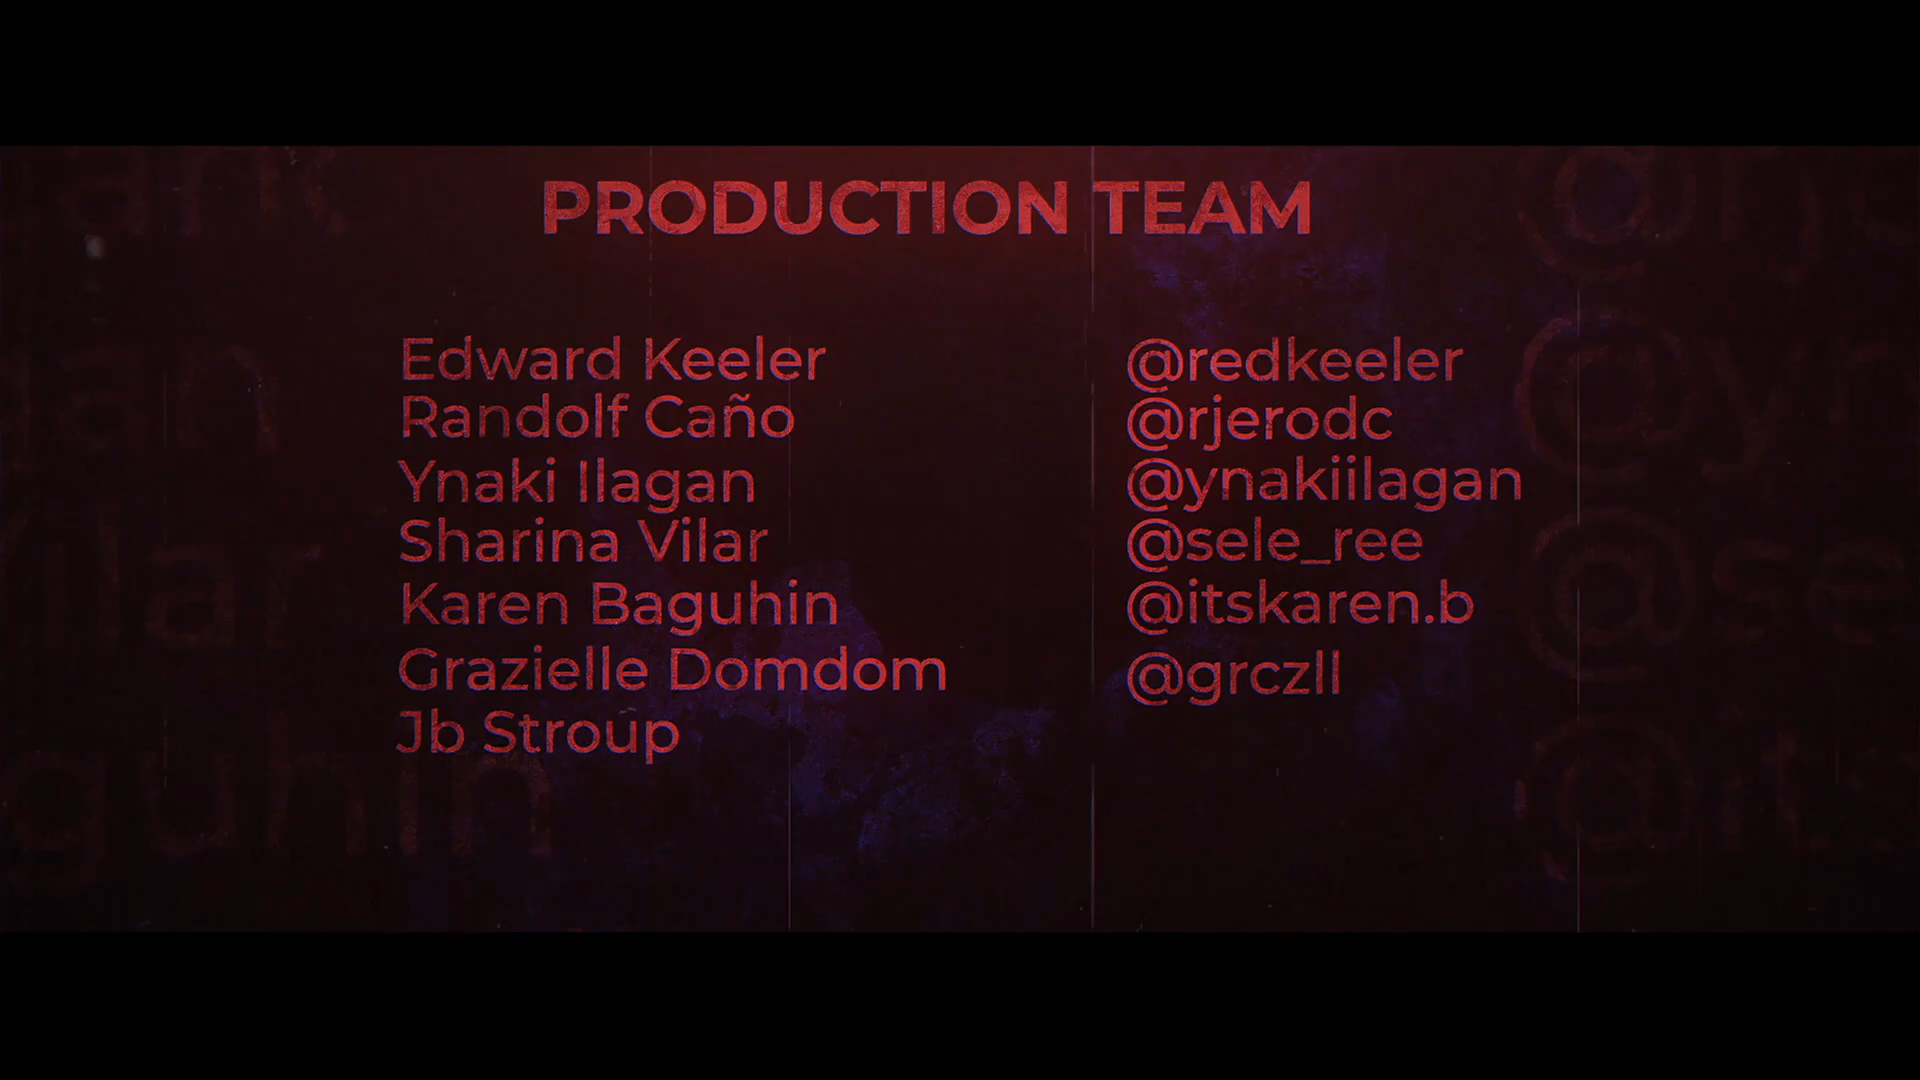 PRODUCTION TEAM
Edward Keeler @redkeeler
Randolf Caño @rjerodc
Ynaki Ilagan @ynakiilagan
Sharina Vilar @sele_ree
Karen Baguhin @itskaren.b
Grazielle Domdom @grczll
Jb Stroup